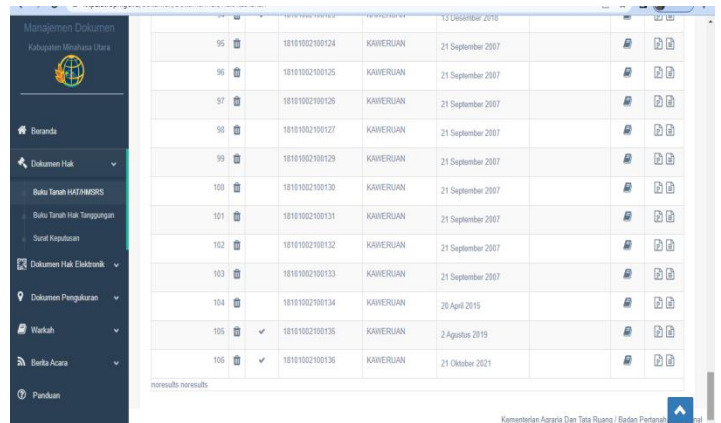 Manajemen Dokumen
Kabupaten Minahasa Utara
Beranda
Dokumen Hak
Buku Tanah HAT/HMSRS
Buku Tanah Hak Tanggungan
Surat Keputusan
Dokumen Hak Elektronik
Dokumen Pengukuran
Warkah
Berita Acara
Panduan
13 Desember 2018
95 18101002100124 KAWERUAN 21 September 2007
96 18101002100125 KAWERUAN 21 September 2007
97 18101002100126 KAWERUAN 21 September 2007
98 18101002100127 KAWERUAN 21 September 2007
99 18101002100129 KAWERUAN 21 September 2007
100 18101002100130 KAWERUAN 21 September 2007
101 18101002100131 KAWERUAN 21 September 2007
102 18101002100132 KAWERUAN 21 September 2007
103 18101002100133 KAWERUAN 21 September 2007
104 18101002100134 KAWERUAN 20 April 2015
105 18101002100135 KAWERUAN 2 Agustus 2019
106 18101002100136 KAWERUAN 21 Oktober 2021
noresults noresults
Kementerian Agraria Dan Tata Ruang / Badan Pertanah nal